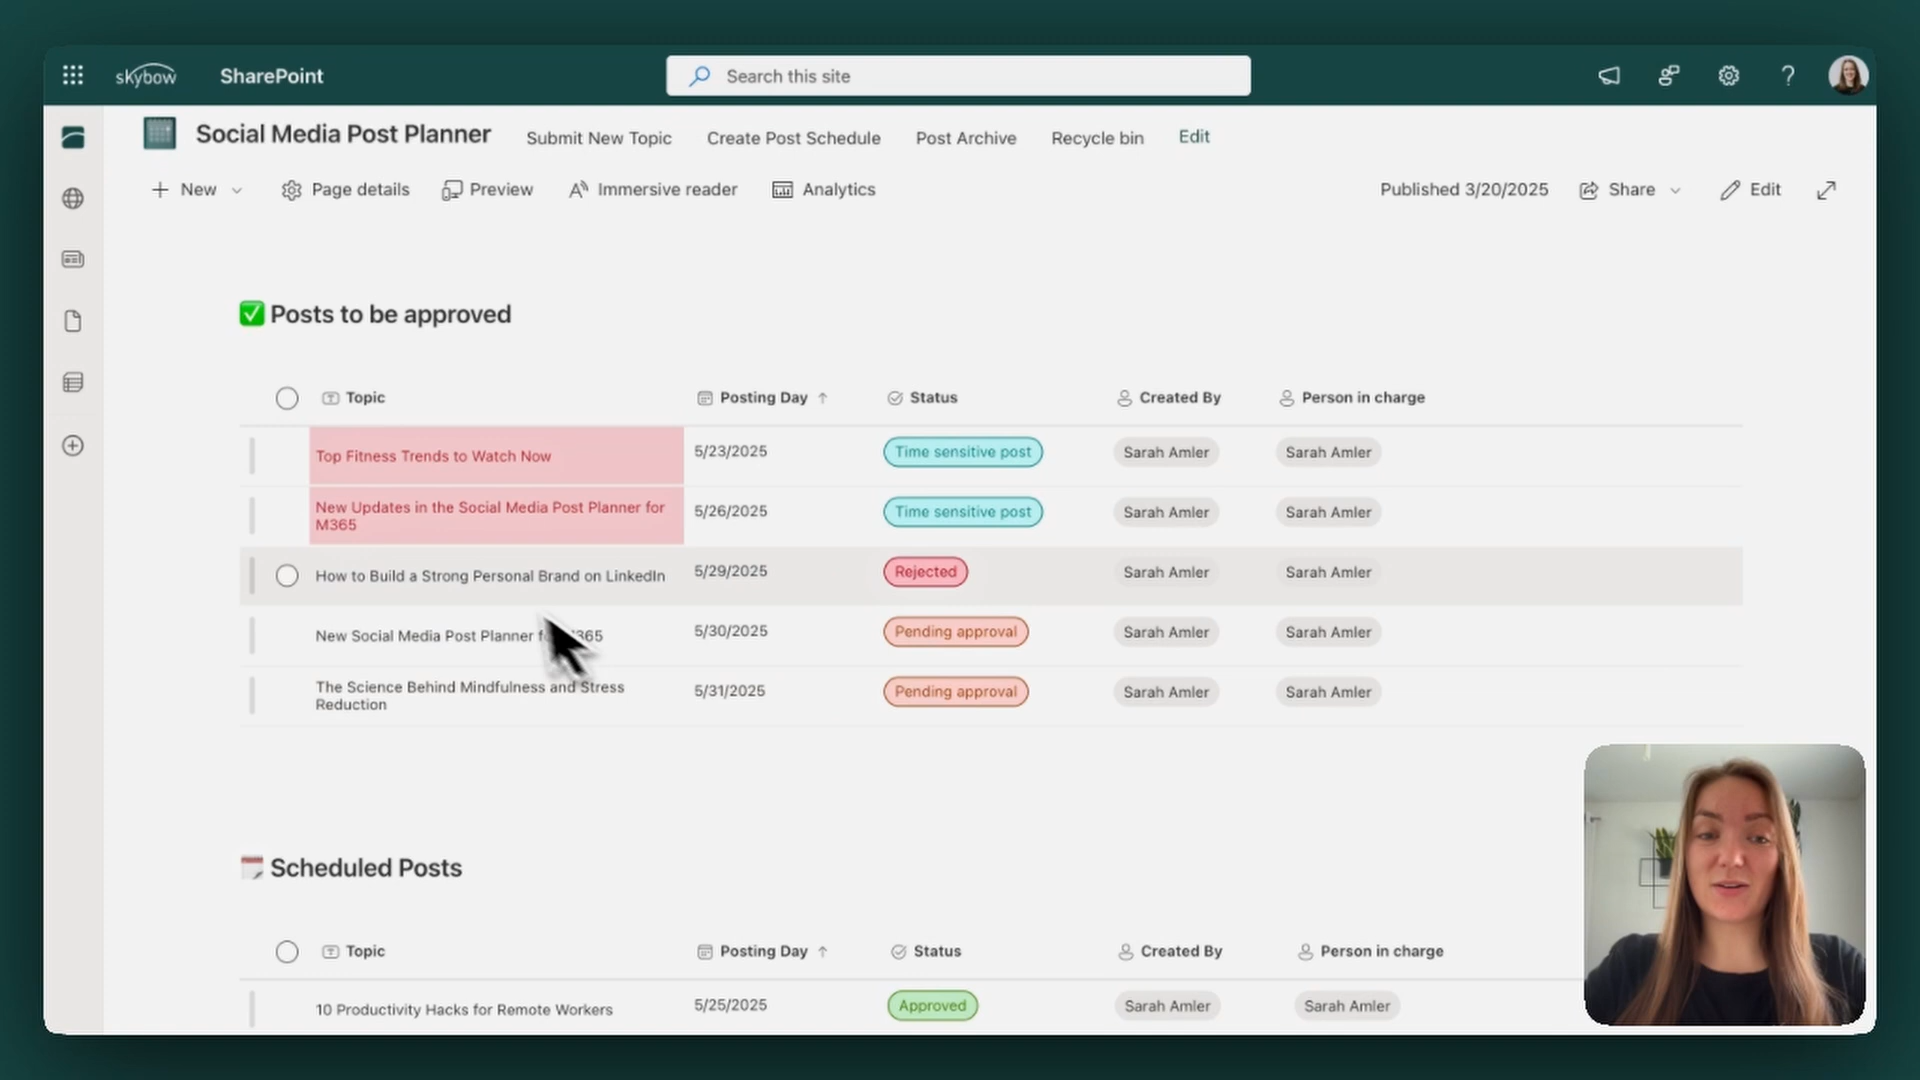 skybow
SharePoint
Search this site
Social Media Post Planner
Submit New Topic
Create Post Schedule
Post Archive
Recycle bin
Edit
New
Page details
Preview
Immersive reader
Analytics
Published 3/20/2025
Share
Edit
Posts to be approved
Topic
Posting Day
Status
Created By
Person in charge
Top Fitness Trends to Watch Now
5/23/2025
Time sensitive post
Sarah Amler
Sarah Amler
New Updates in the Social Media Post Planner for
M365
5/26/2025
Time sensitive post
Sarah Amler
Sarah Amler
How to Build a Strong Personal Brand on LinkedIn
5/29/2025
Rejected
Sarah Amler
Sarah Amler
New Social Media Post Planner
5/30/2025
Pending approval
Sarah Amler
Sarah Amler
The Science Behind Mindfulness and Stress
Reduction
5/31/2025
Pending approval
Sarah Amler
Sarah Amler
Scheduled Posts
Topic
Posting Day
Status
Created By
Person in charge
10 Productivity Hacks for Remote Workers
5/25/2025
Approved
Sarah Amler
Sarah Amler